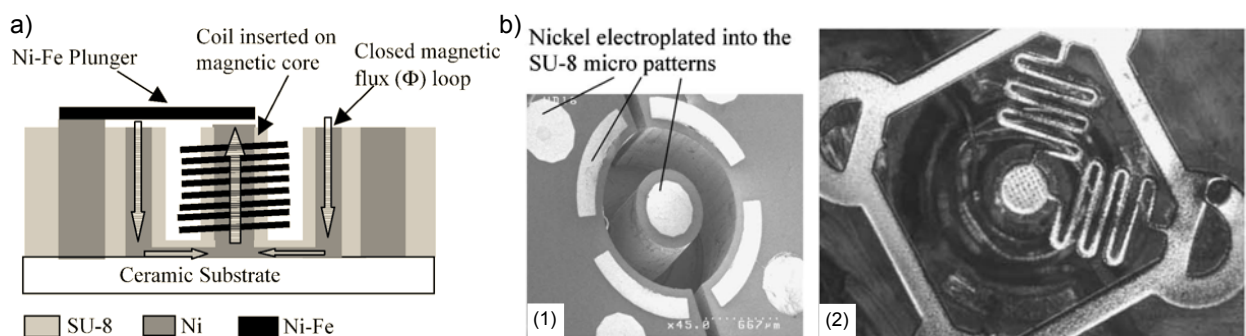 a)
Ni-Fe Plunger
Coil inserted on
magnetic core
Closed magnetic
flux (Φ) loop
Ceramic Substrate
SU-8 Ni Ni-Fe
b)
Nickel electroplated into the
SU-8 micro patterns
(1)
x45.0 667μm
(2)